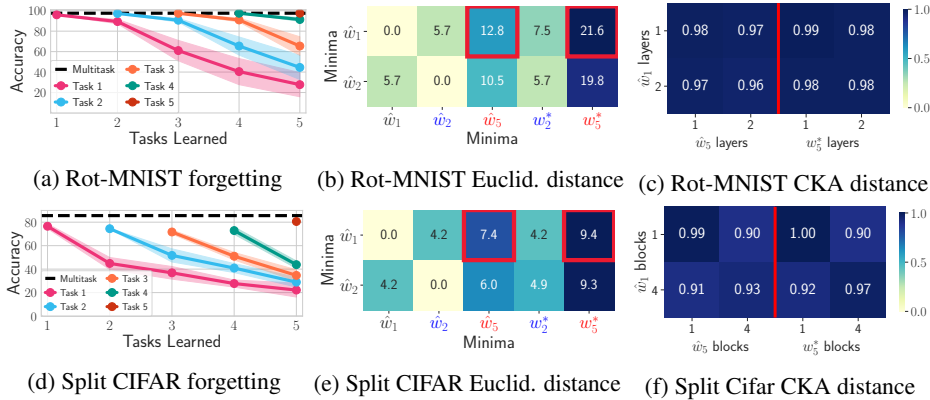 100
80
60
40
20
Accuracy
Multitask
Task 1
Task 2
Task 3
Task 4
Task 5
1 2 3 4 5
Tasks Learned
(a) Rot-MNIST forgetting
Minima
ŵ₁ 0.0 5.7 12.8 7.5 21.6
ŵ₂ 5.7 0.0 10.5 5.7 19.8
ŵ₁ ŵ₂ ŵ₅ w₂* w₅*
Minima
(b) Rot-MNIST Euclid. distance
ŵ₁ layers
1 0.98 0.97 0.99 0.98
2 0.97 0.96 0.98 0.98
1 2 1 2
ŵ₅ layers w₅* layers
1.0
0.5
0.0
(c) Rot-MNIST CKA distance
80
60
40
20
0
Accuracy
Multitask
Task 1
Task 2
Task 3
Task 4
Task 5
1 2 3 4 5
Tasks Learned
(d) Split CIFAR forgetting
Minima
ŵ₁ 0.0 4.2 7.4 4.2 9.4
ŵ₂ 4.2 0.0 6.0 4.9 9.3
ŵ₁ ŵ₂ ŵ₅ w₂* w₅*
Minima
(e) Split CIFAR Euclid. distance
ŵ₁ blocks
1 0.99 0.90 1.00 0.90
4 0.91 0.93 0.92 0.97
1 4 1 4
ŵ₅ blocks w₅* blocks
1.0
0.5
0.0
(f) Split Cifar CKA distance